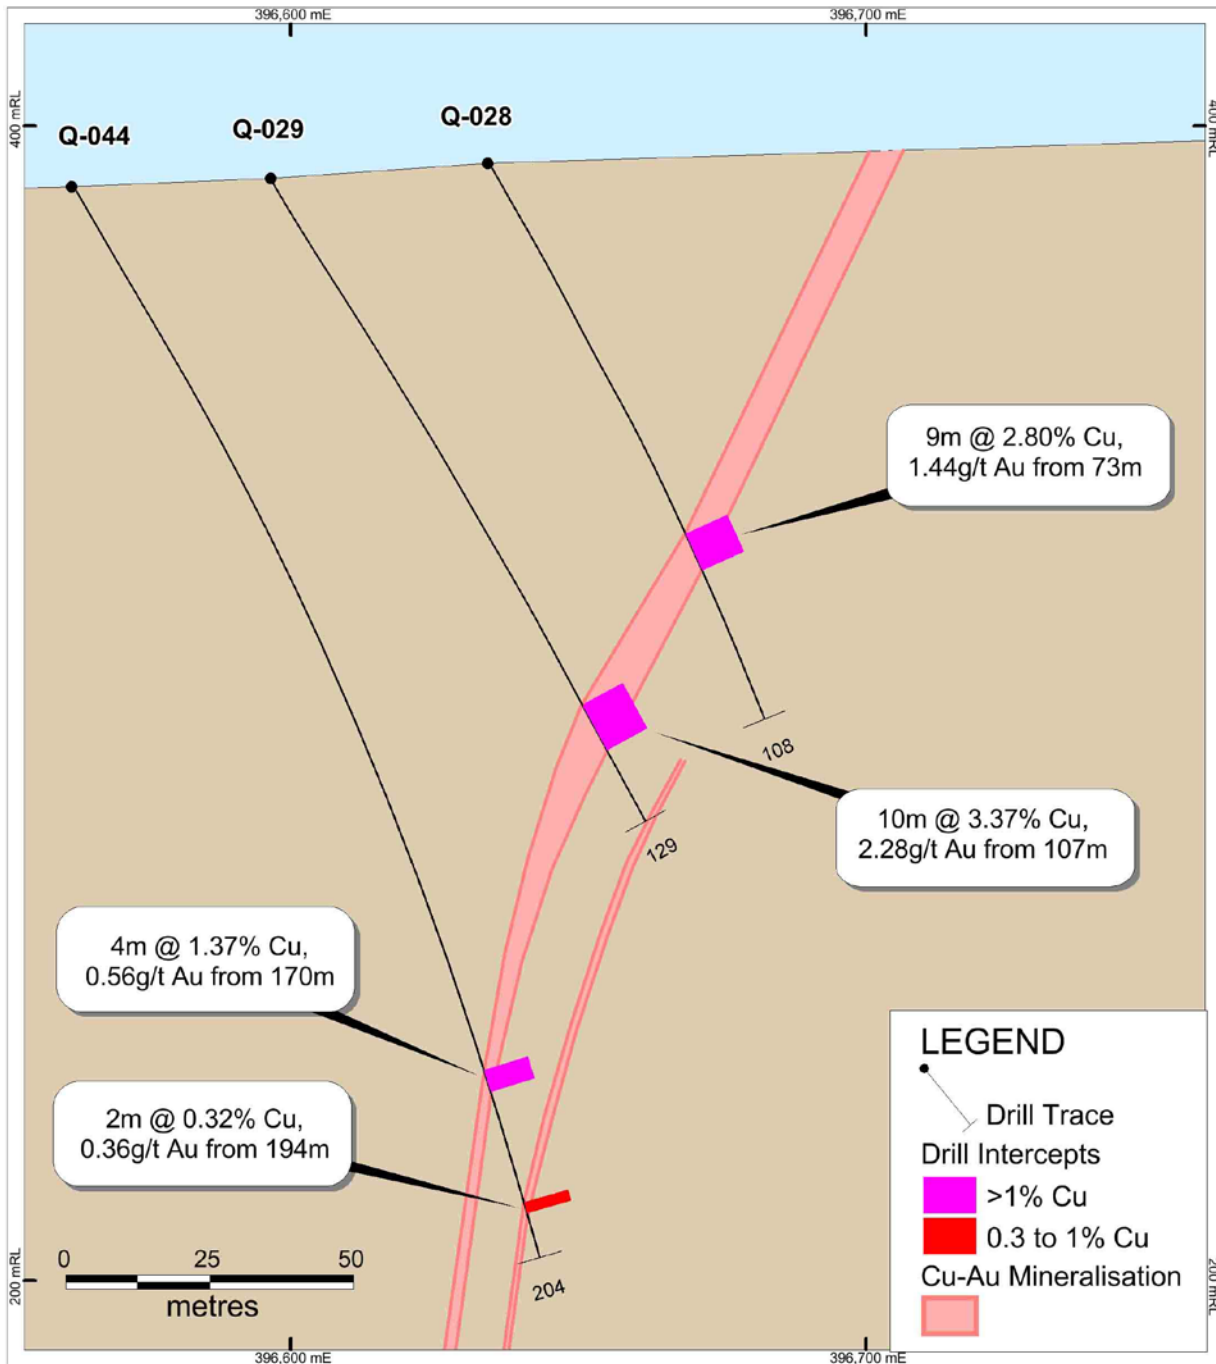 396,600 mE
396,700 mE
400 mRL
400 mRL
Q-044
Q-029
Q-028
9m @ 2.80% Cu,
1.44g/t Au from 73m
108
10m @ 3.37% Cu,
2.28g/t Au from 107m
129
4m @ 1.37% Cu,
0.56g/t Au from 170m
2m @ 0.32% Cu,
0.36g/t Au from 194m
204
LEGEND
Drill Trace
Drill Intercepts
>1% Cu
0.3 to 1% Cu
Cu-Au Mineralisation
0 25 50
metres
200 mRL
200 mRL
396,600 mE
396,700 mE